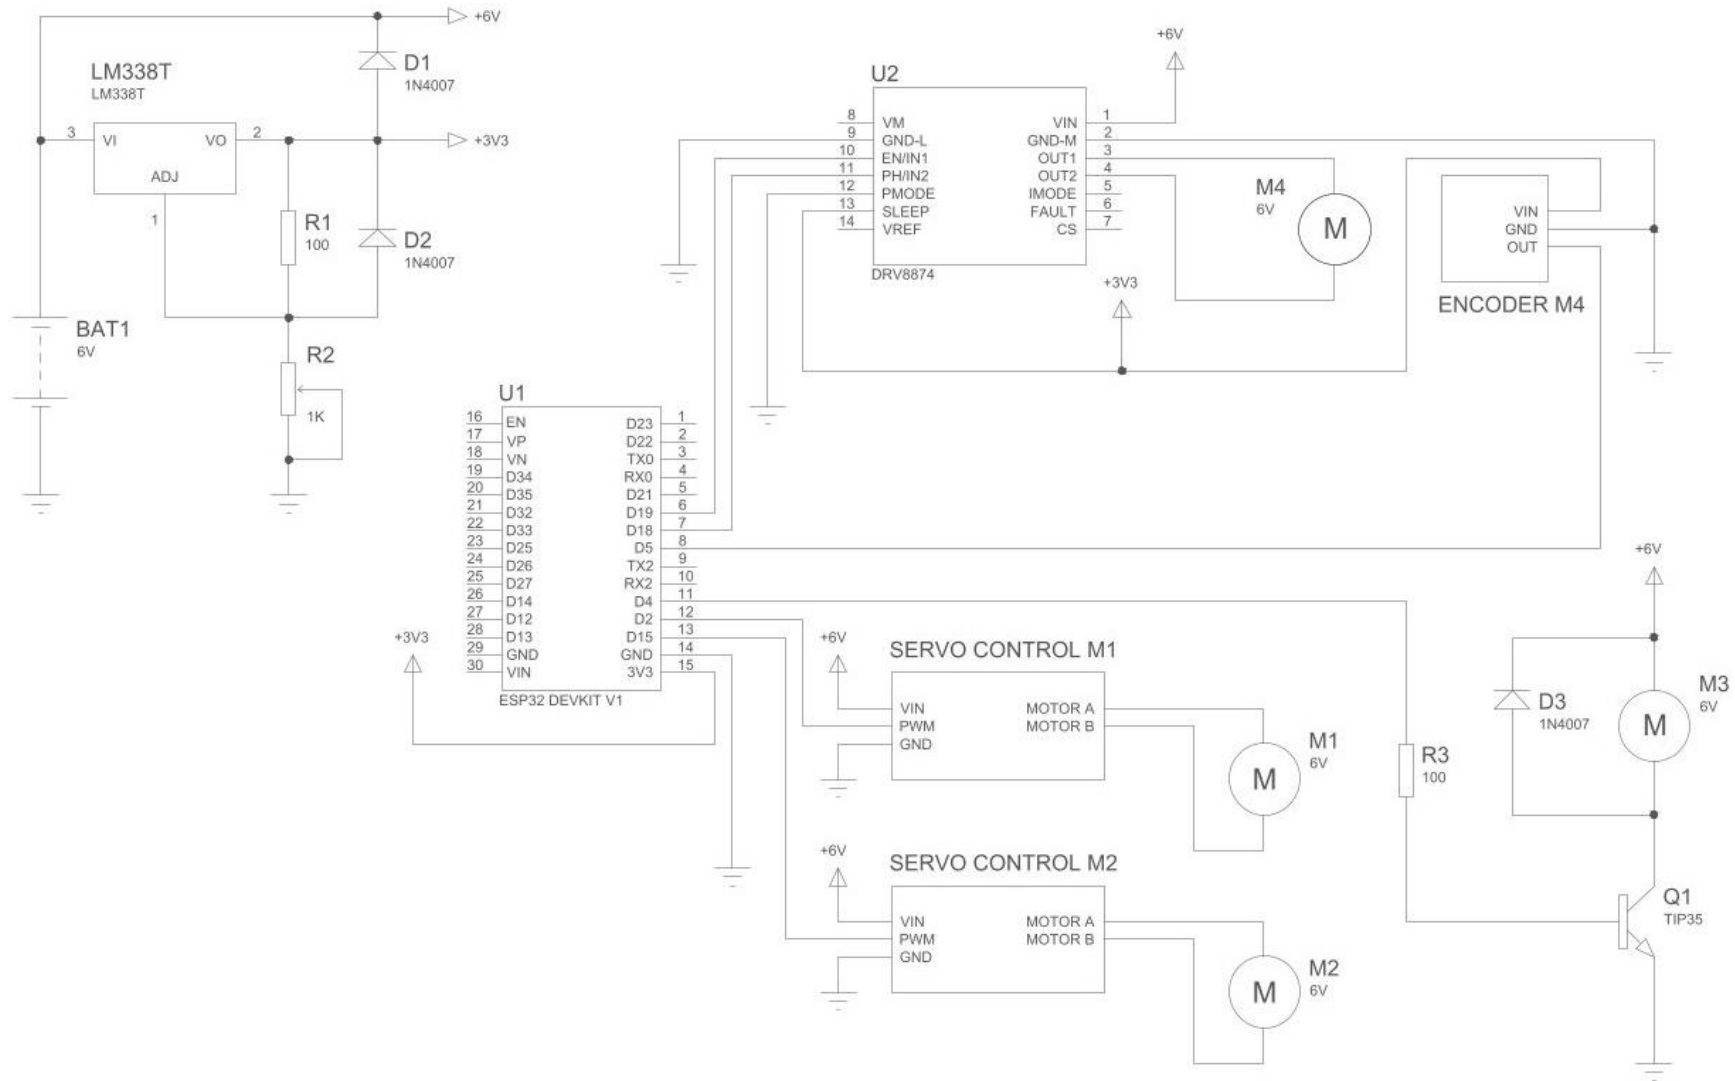 +6V
LM338T
LM338T
D1
1N4007
3 VI VO 2
+3V3
ADJ
1
R1
100
D2
1N4007
BAT1
6V
R2
1K
U2
+6V
8 VM VIN 1
9 GND-L GND-M 2
10 EN/IN1 OUT1 3
11 PH/IN2 OUT2 4
12 PMODE IMODE 5
13 SLEEP FAULT 6
14 VREF CS 7
DRV8874
M4
6V
M
+3V3
VIN
GND
OUT
ENCODER M4
U1
16 EN D23 1
17 VP D22 2
18 VN TX0 3
19 D34 RX0 4
20 D35 D21 5
21 D32 D19 6
22 D33 D18 7
23 D25 D5 8
24 D26 TX2 9
25 D27 RX2 10
26 D14 D4 11
27 D12 D2 12
28 D13 D15 13
29 GND GND 14
30 VIN 3V3 15
ESP32 DEVKIT V1
+3V3
+6V
SERVO CONTROL M1
VIN MOTOR A
PWM MOTOR B
GND
M1
6V
M
+6V
SERVO CONTROL M2
VIN MOTOR A
PWM MOTOR B
GND
M2
6V
M
R3
100
+6V
D3
1N4007
M3
6V
M
Q1
TIP35